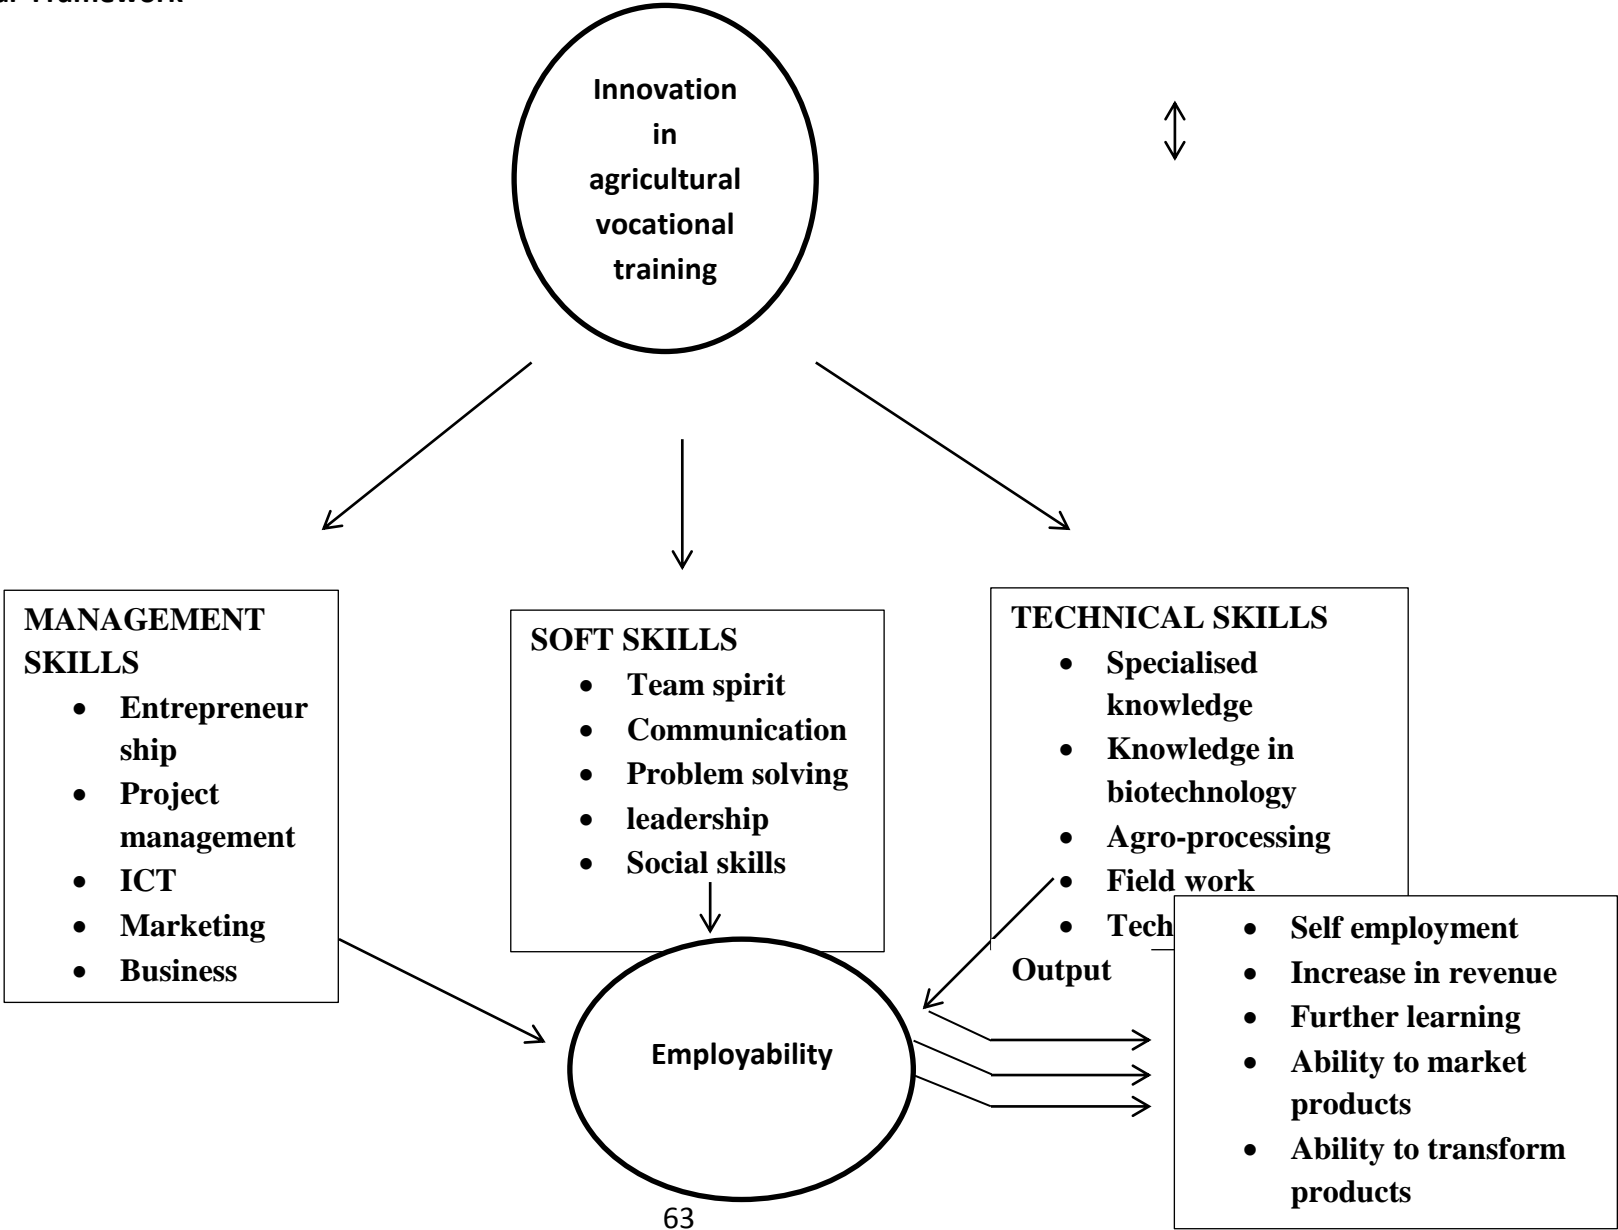 Framework
Innovation
in
agricultural
vocational
training
MANAGEMENT
SKILLS
• Entrepreneur
ship
• Project
management
• ICT
• Marketing
• Business
SOFT SKILLS
• Team spirit
• Communication
• Problem solving
• leadership
• Social skills
TECHNICAL SKILLS
• Specialised
knowledge
• Knowledge in
biotechnology
• Agro-processing
• Field work
• Tech
Output
Employability
• Self employment
• Increase in revenue
• Further learning
• Ability to market
products
• Ability to transform
products
63